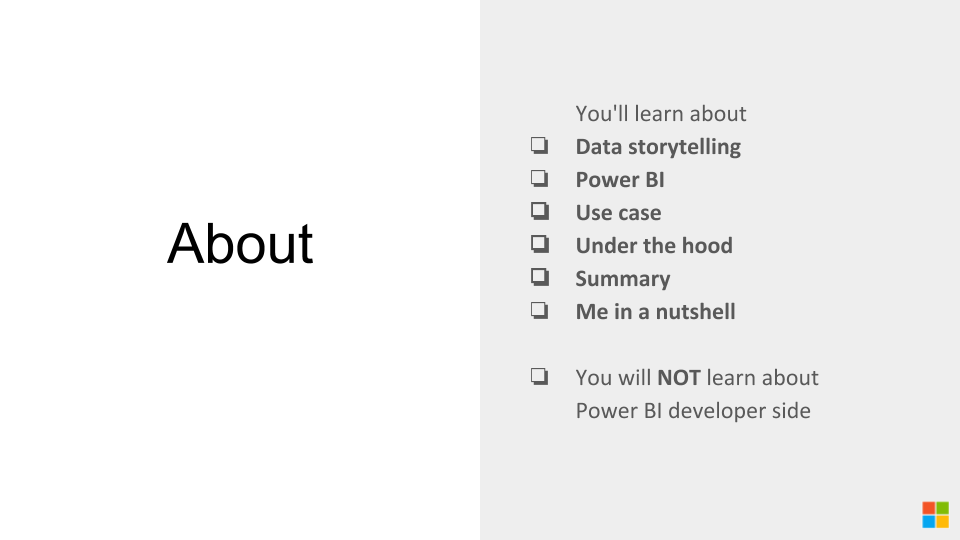 About
You'll learn about
❏ Data storytelling
❏ Power BI
❏ Use case
❏ Under the hood
❏ Summary
❏ Me in a nutshell
❏ You will NOT learn about
Power BI developer side